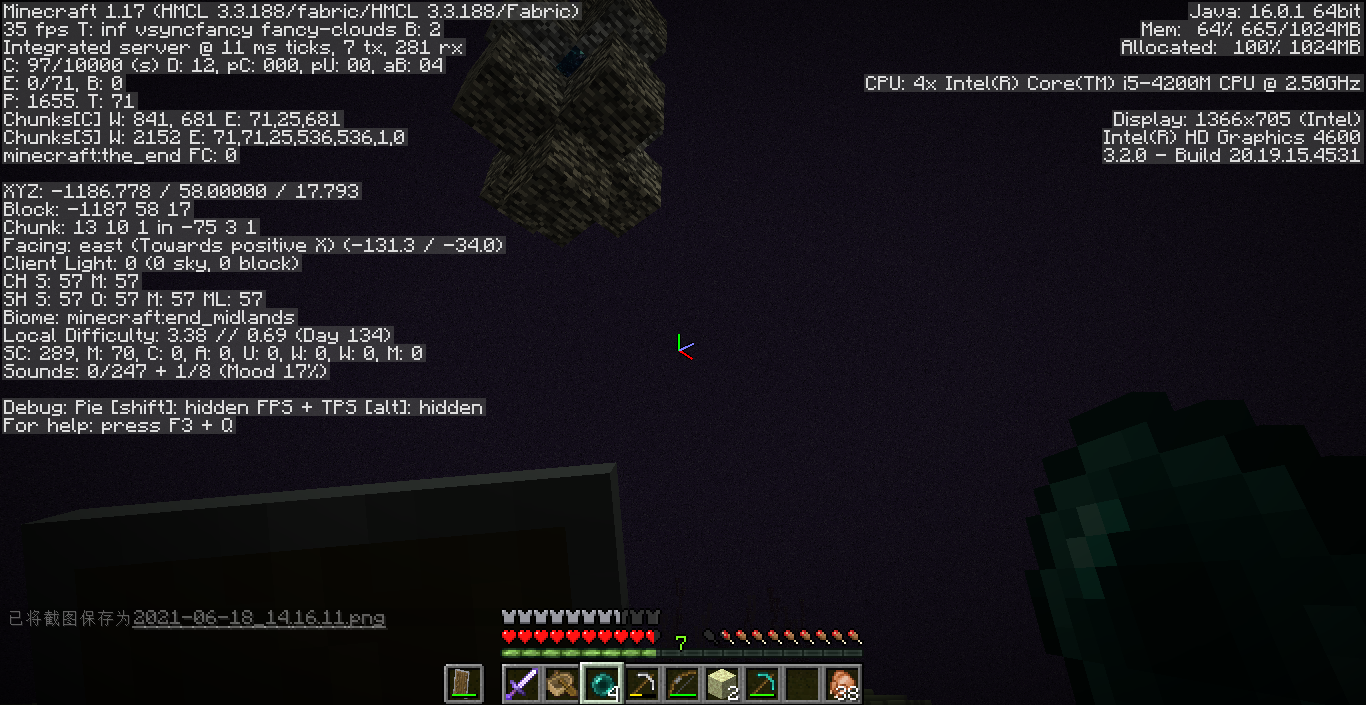 Minecraft 1.17 (HMCL 3.3.188/fabric/HMCL 3.3.188/Fabric)
35 fps T: inf vsyncfancy fancy-clouds B: 2
Integrated server @ 11 ms ticks, 7 tx, 281 rx
C: 97/10000 (s) D: 12, pC: 000, pU: 00, aB: 04
E: 0/71, B: 0
P: 1655. T: 71
Chunks[C] W: 841, 681 E: 71,25,681
Chunks[S] W: 2152 E: 71,71,25,536,536,1,0
minecraft:the_end FC: 0
XYZ: -1186.778 / 58.00000 / 17.793
Block: -1187 58 17
Chunk: 13 10 1 in -75 3 1
Facing: east (Towards positive X) (-131.3 / -34.0)
Client Light: 0 (0 sky, 0 block)
CH S: 57 M: 57
SH S: 57 O: 57 M: 57 ML: 57
Biome: minecraft:end_midlands
Local Difficulty: 3.38 // 0.69 (Day 134)
SC: 289, M: 70, C: 0, A: 0, U: 0, W: 0, W: 0, M: 0
Sounds: 0/247 + 1/8 (Mood 17%)
Debug: Pie [shift]: hidden FPS + TPS [alt]: hidden
For help: press F3 + Q
Java: 16.0.1 64bit
Mem: 64% 665/1024MB
Allocated: 100% 1024MB
CPU: 4x Intel(R) Core(TM) i5-4200M CPU @ 2.50GHz
Display: 1366x705 (Intel)
Intel(R) HD Graphics 4600
3.2.0 - Build 20.19.15.4531
已将截图保存为2021-06-18_14.16.11.png
7
4
2
38